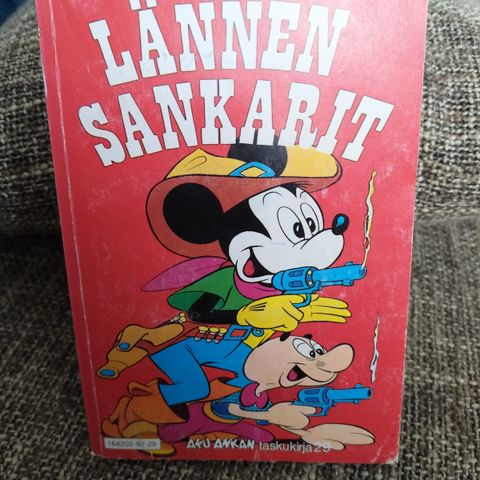 LÄNNEN
SANKARIT
164202-92-29
AKU ANKAN taskukirja 29